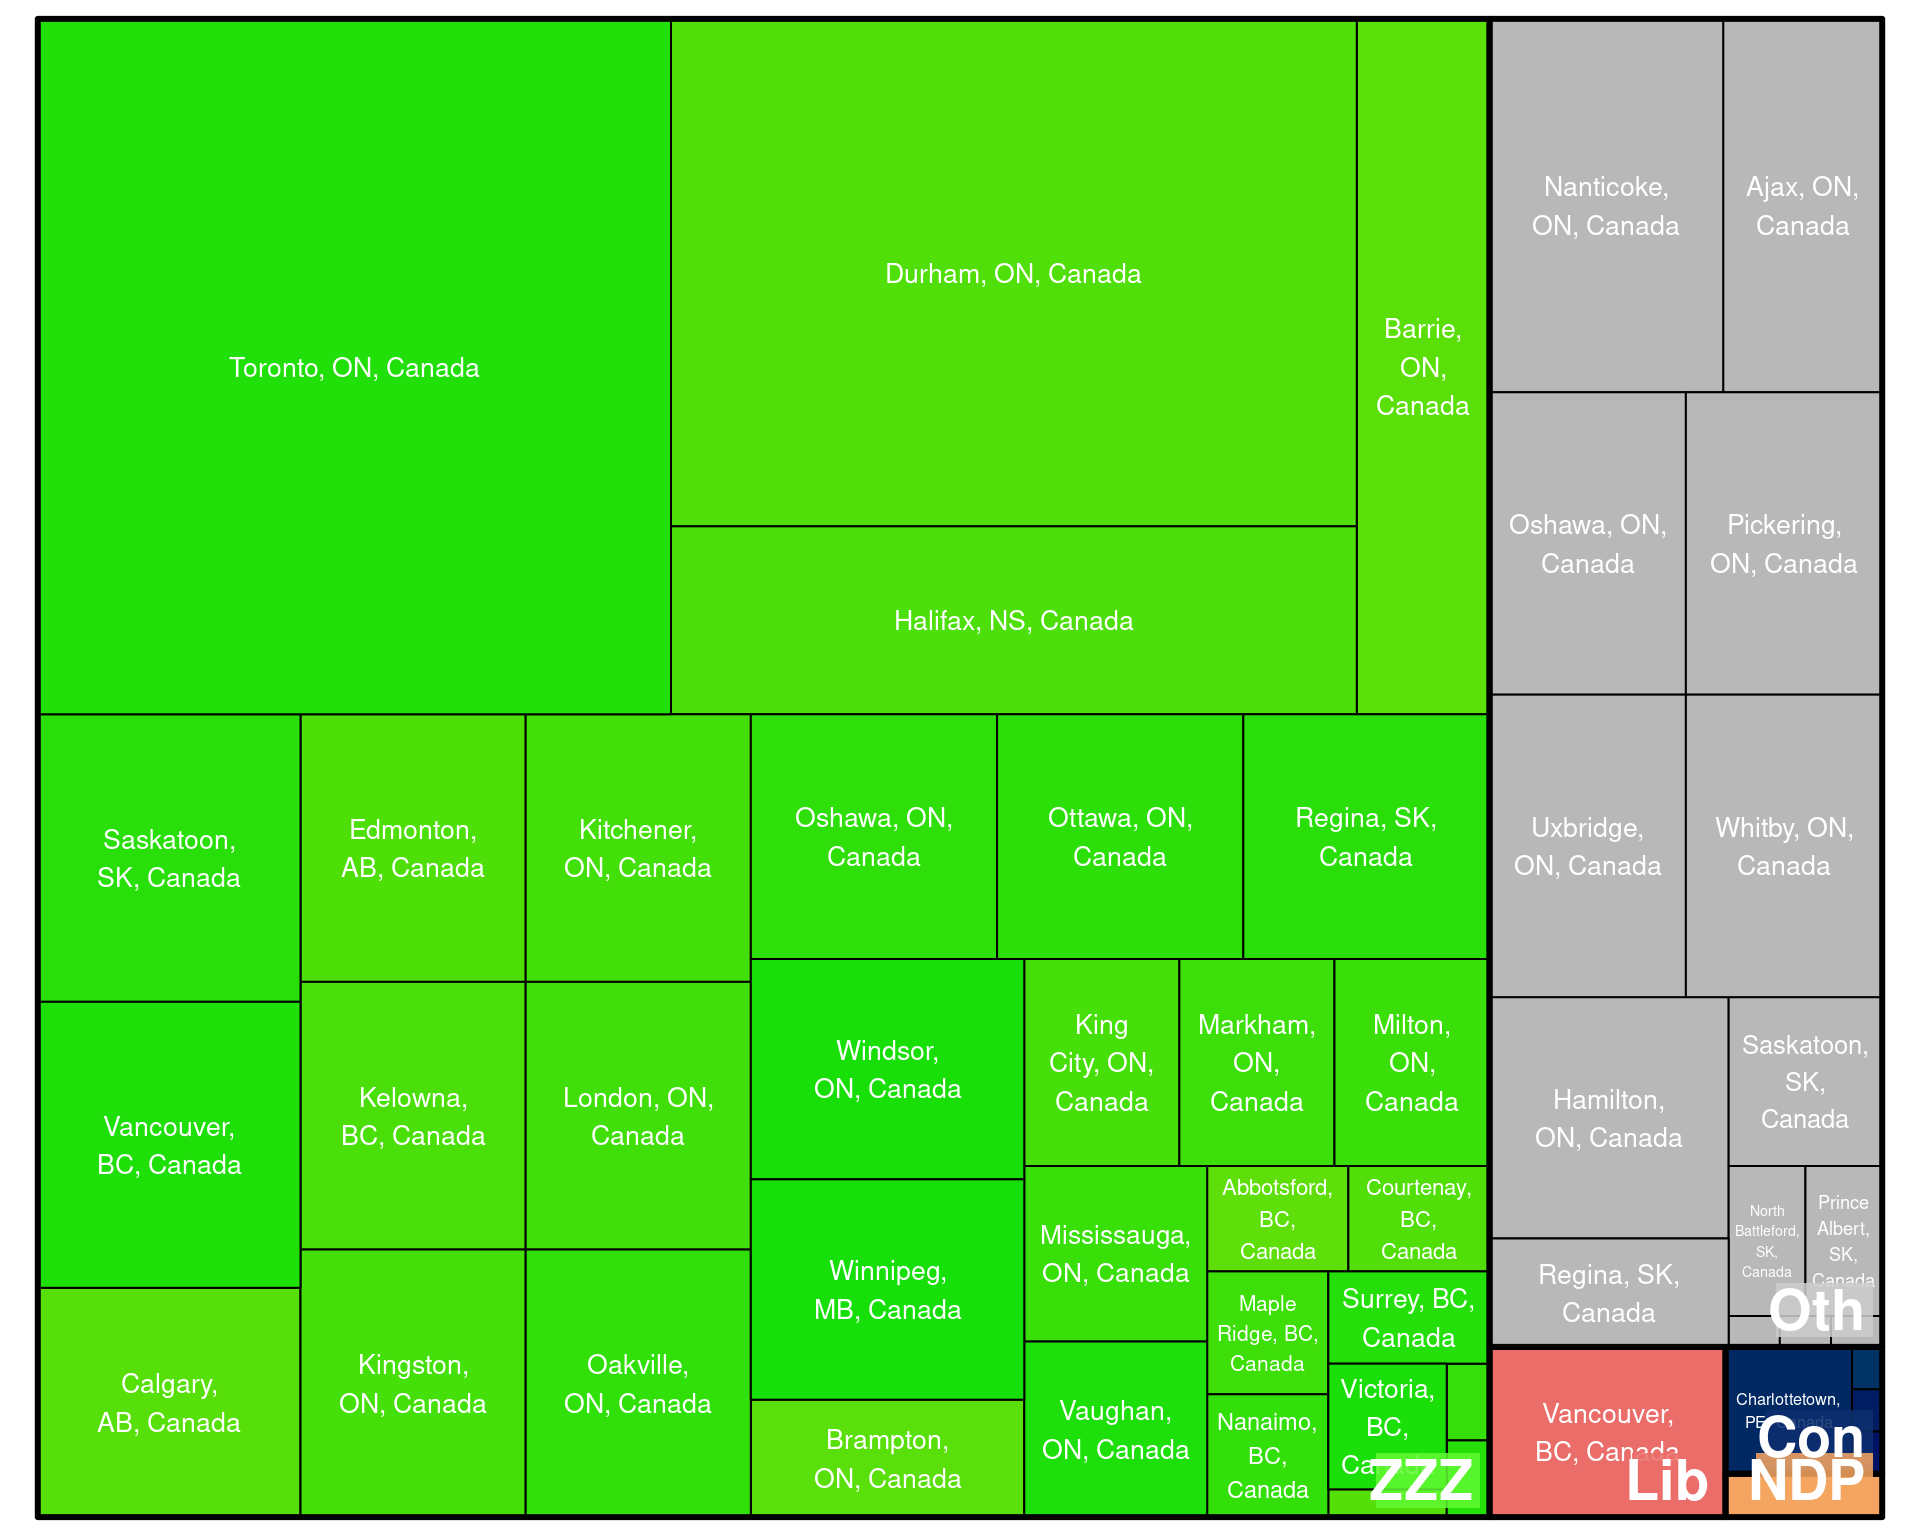 Toronto, ON, Canada
Durham, ON, Canada
Barrie,
ON,
Canada
Halifax, NS, Canada
Saskatoon,
SK, Canada
Edmonton,
AB, Canada
Kitchener,
ON, Canada
Oshawa, ON,
Canada
Ottawa, ON,
Canada
Regina, SK,
Canada
Vancouver,
BC, Canada
Kelowna,
BC, Canada
London, ON,
Canada
Windsor,
ON, Canada
King
City, ON,
Canada
Markham,
ON,
Canada
Milton,
ON,
Canada
Calgary,
AB, Canada
Kingston,
ON, Canada
Oakville,
ON, Canada
Winnipeg,
MB, Canada
Brampton,
ON, Canada
Mississauga,
ON, Canada
Vaughan,
ON, Canada
Abbotsford,
BC,
Canada
Courtenay,
BC,
Canada
Maple
Ridge, BC,
Canada
Surrey, BC,
Canada
Nanaimo,
BC,
Canada
Victoria,
BC,
Canada
ZZZ
Nanticoke,
ON, Canada
Ajax, ON,
Canada
Oshawa, ON,
Canada
Pickering,
ON, Canada
Uxbridge,
ON, Canada
Whitby, ON,
Canada
Hamilton,
ON, Canada
Saskatoon,
SK,
Canada
North
Battleford,
SK,
Canada
Prince
Albert,
SK,
Canada
Regina, SK,
Canada
Oth
Vancouver,
BC, Canada
Lib
Charlottetown,
PE, Canada
Con
NDP